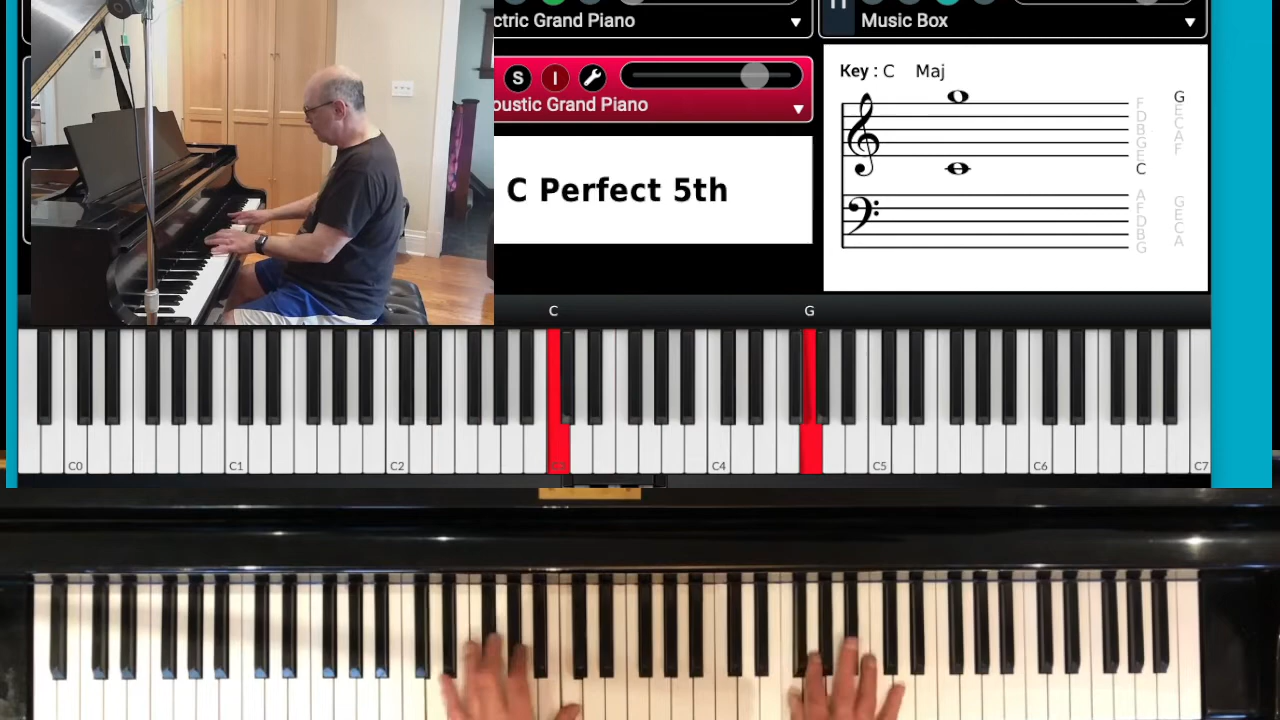 ctric Grand Piano
Music Box
S I
oustic Grand Piano
Key : C Maj
F
D
B
G
E
G
E
C
A
F
C
C Perfect 5th
A
F
D
B
G
G
E
C
A
C G
C0 C1 C2 C4 C5 C6 C7